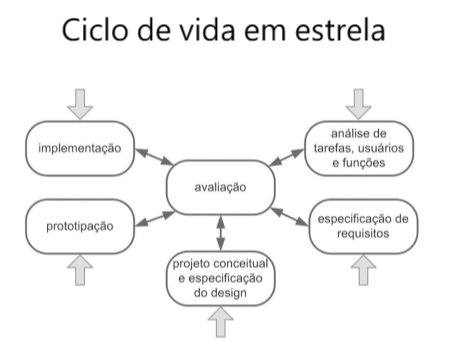 Ciclo de vida em estrela
implementação
análise de
tarefas, usuários
e funções
avaliação
prototipação
especificação de
requisitos
projeto conceitual
e especificação
do design